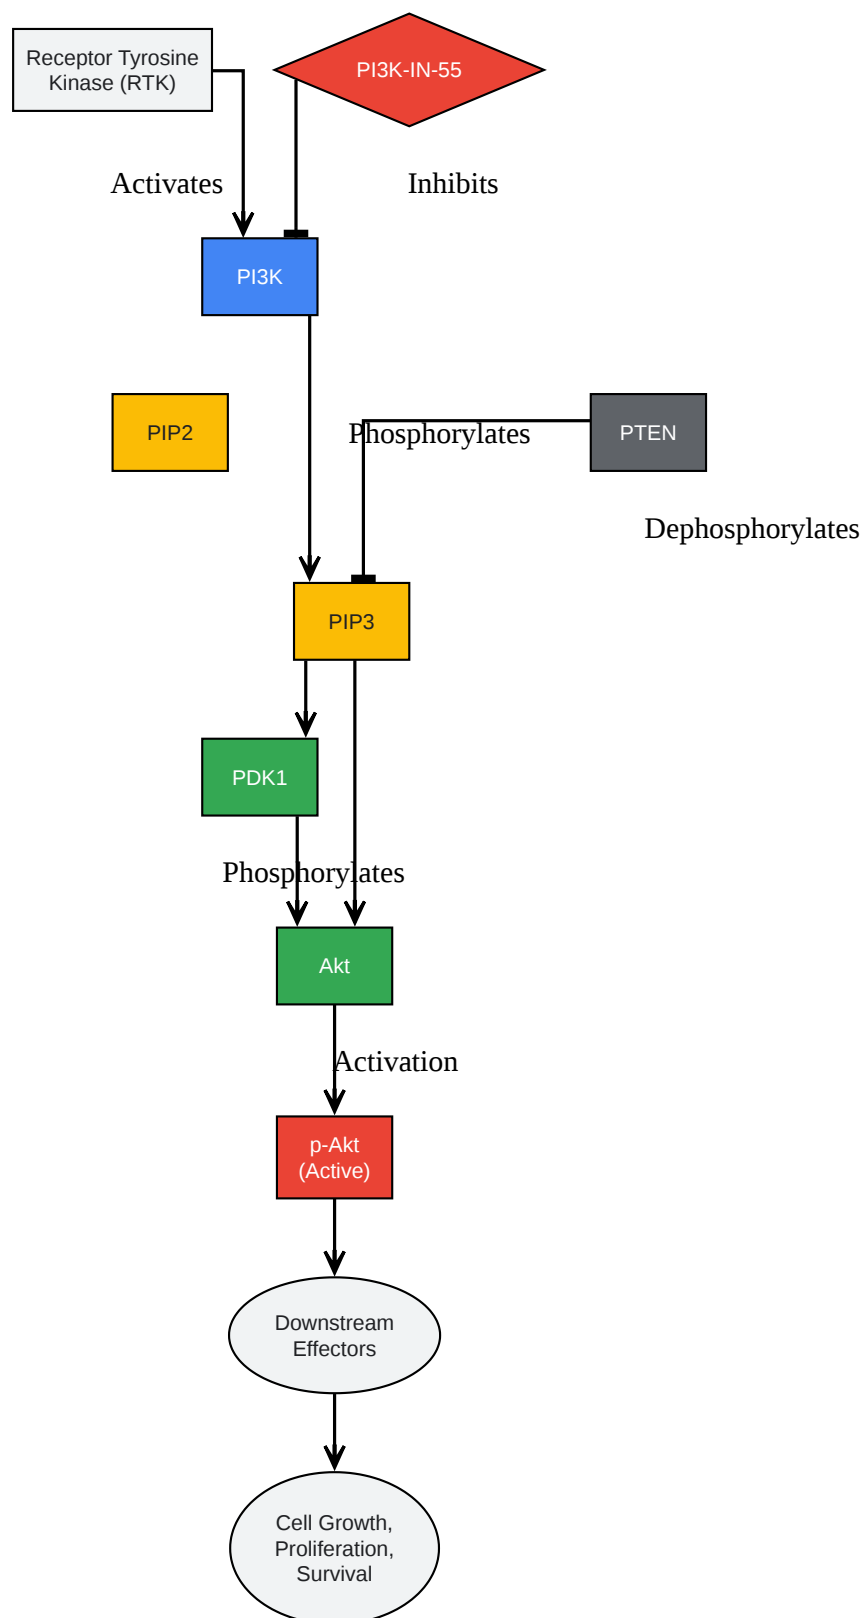 Receptor Tyrosine
Kinase (RTK)
PI3K-IN-55
Activates
Inhibits
PI3K
PIP2
Phosphorylates
PTEN
Dephosphorylates
PIP3
PDK1
Phosphorylates
Akt
Activation
p-Akt
(Active)
Downstream
Effectors
Cell Growth,
Proliferation,
Survival